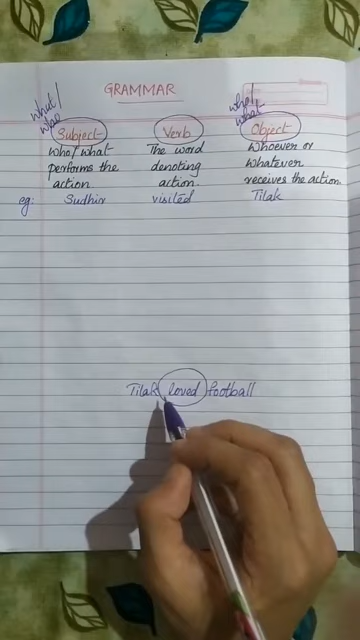 GRAMMAR
what/ who/
who what
Subject Verb Object
who/what The word Whoever or
performs the denoting whatever
action. action. receives the action.
eg: Sudhir visited Tilak
Tilak loved football